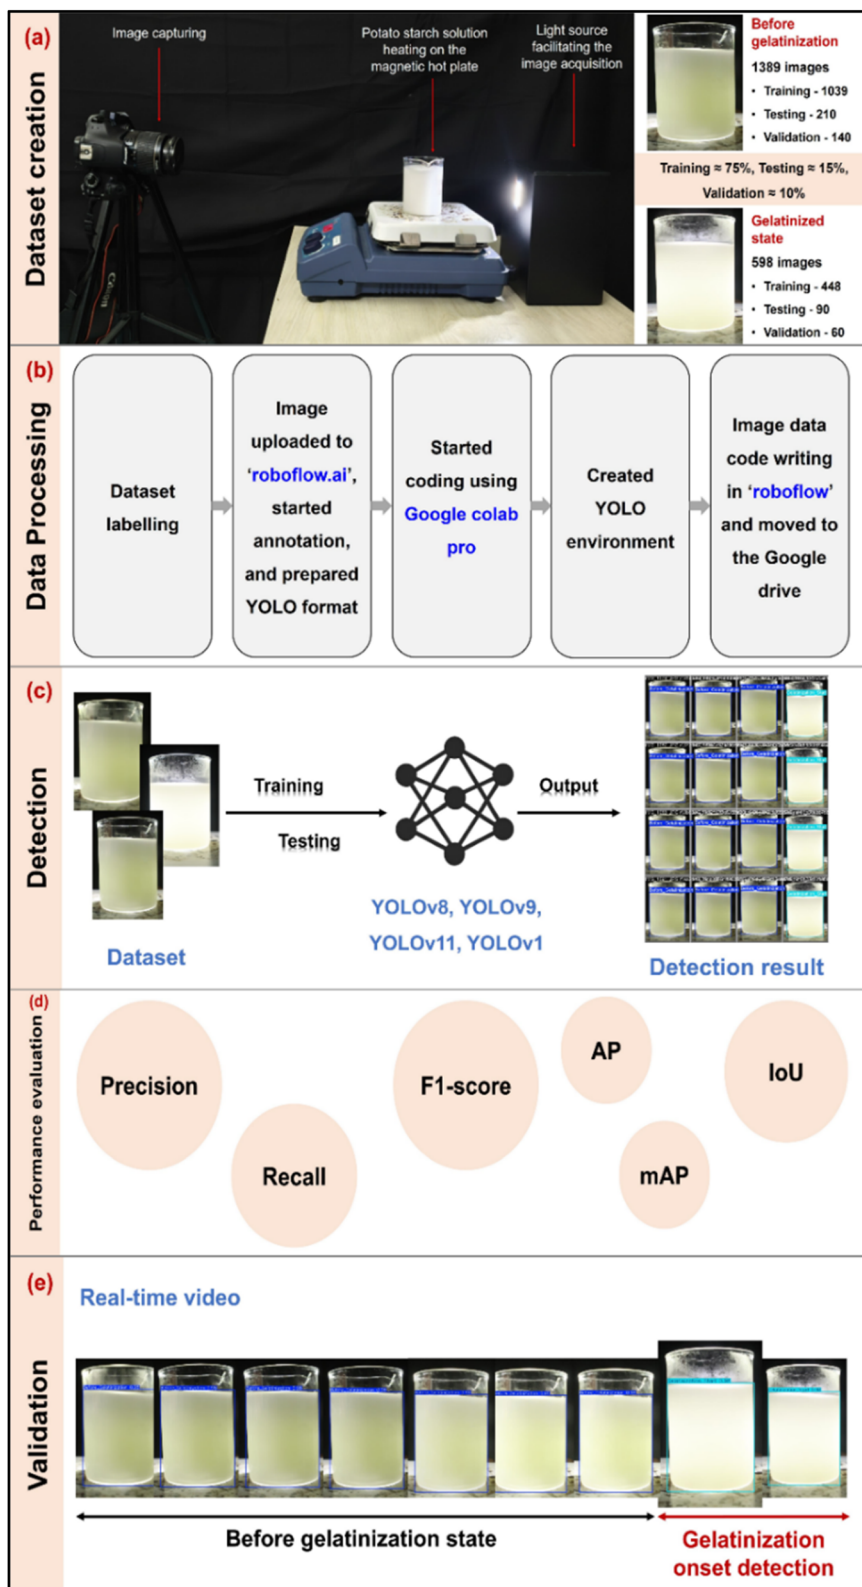 (a)
Dataset creation
Image capturing
Potato starch solution
heating on the
magnetic hot plate
Light source
facilitating the
image acquisition
Canon
Before
gelatinization
1389 images
• Training - 1039
• Testing - 210
• Validation - 140
Training ≈ 75%, Testing ≈ 15%,
Validation ≈ 10%
Gelatinized
state
598 images
• Training - 448
• Testing - 90
• Validation - 60
(b)
Data Processing
Dataset
labelling
Image
uploaded to
‘roboflow.ai’,
started
annotation,
and prepared
YOLO format
Started
coding using
Google colab
pro
Created
YOLO
environment
Image data
code writing
in ‘roboflow’
and moved to
the Google
drive
(c)
Detection
Dataset
Training
Testing
YOLOv8, YOLOv9,
YOLOv11, YOLOv1
Output
Detection result
(d)
Performance evaluation
Precision
Recall
F1-score
AP
mAP
IoU
(e)
Validation
Real-time video
Before gelatinization state
Gelatinization
onset detection